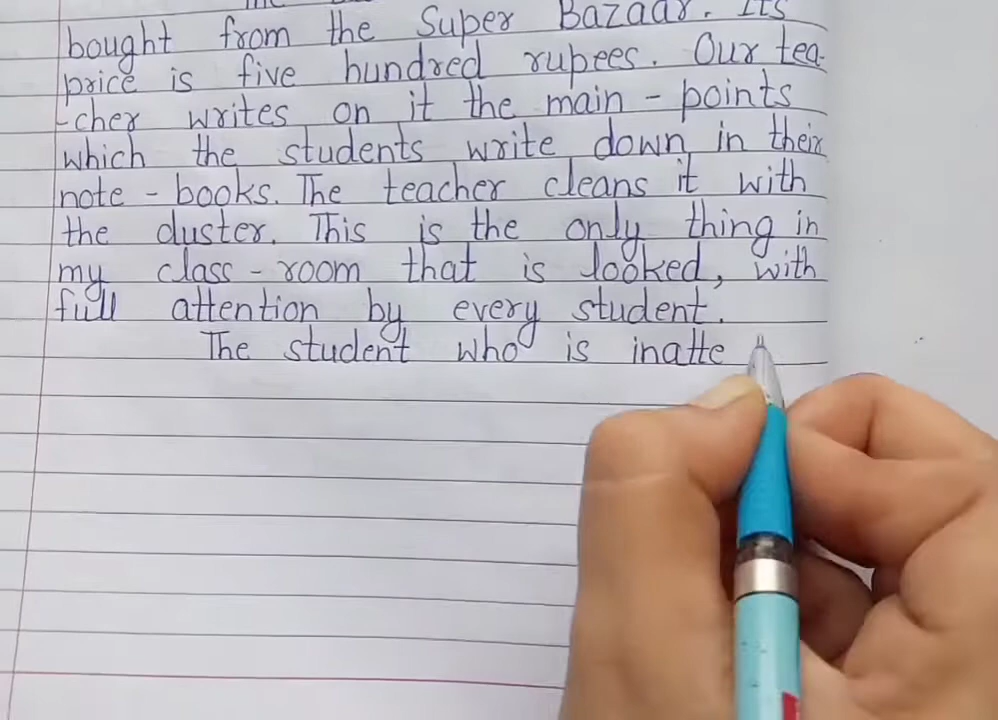 bought from the Super Bazaar. Its
price is five hundred rupees. Our tea-
-cher writes on it the main - points
which the students write down in their
note - books. The teacher cleans it with
the duster. This is the only thing in
my class - room that is looked, with
full attention by every student.
The student who is inatte